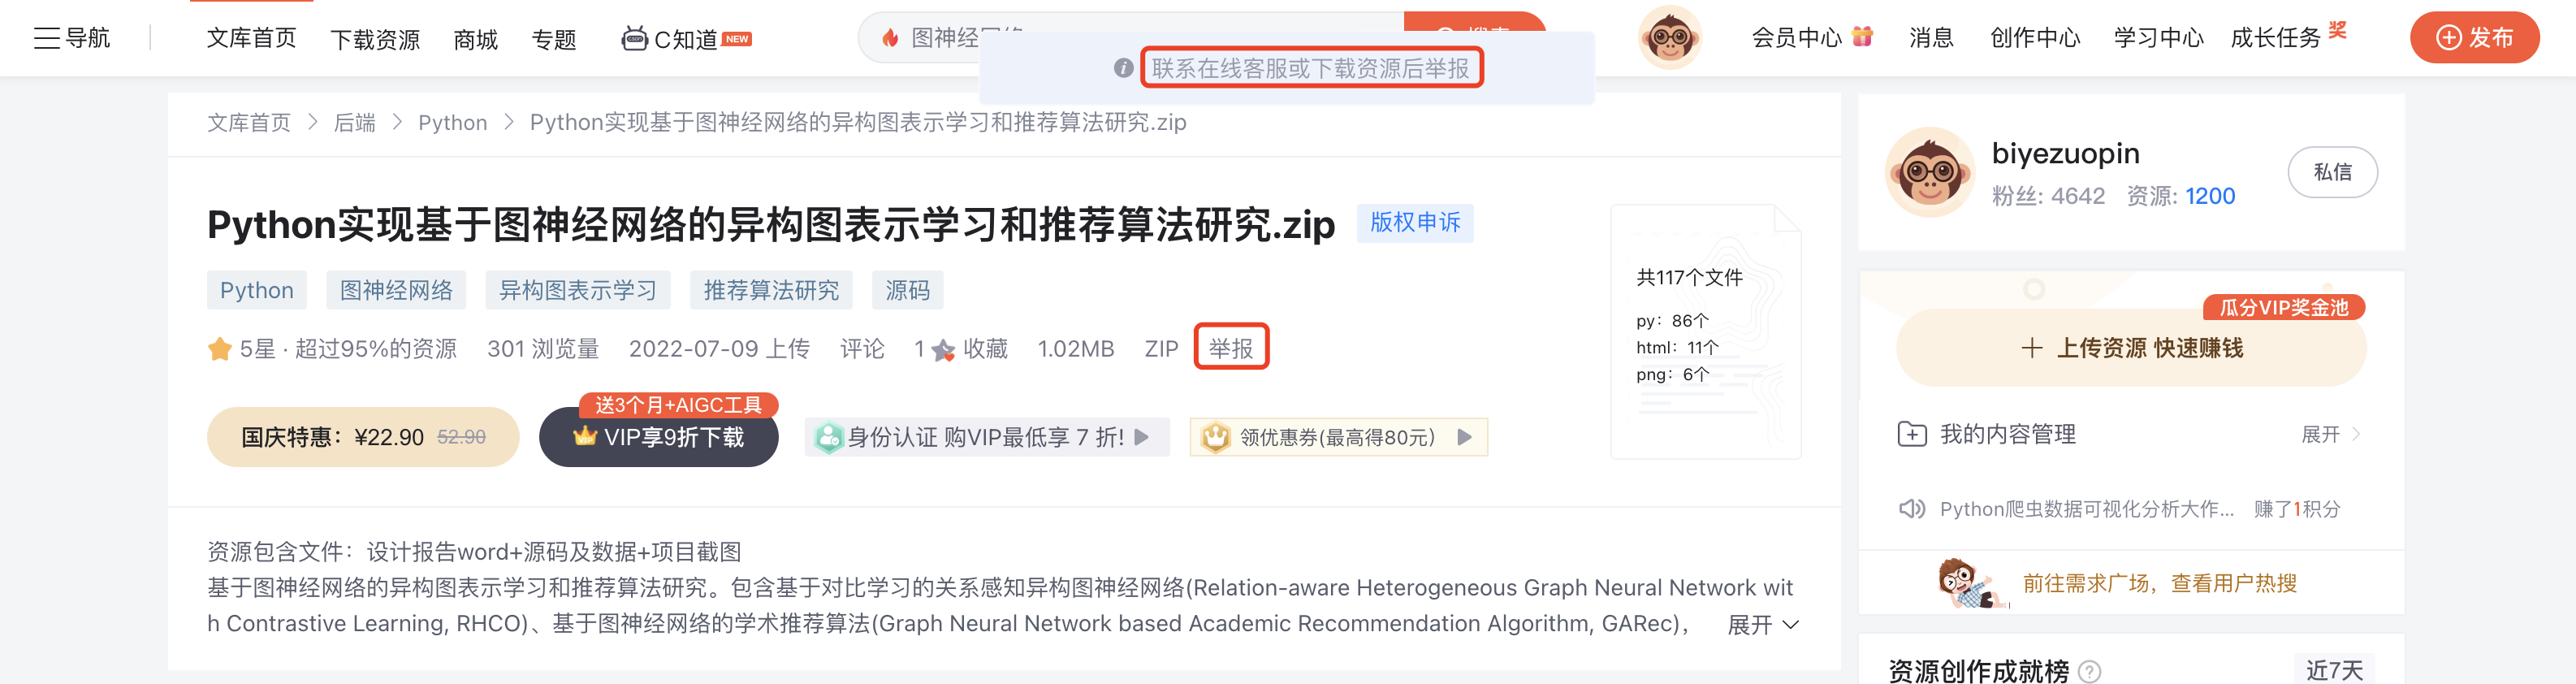 导航
文库首页
下载资源
商城
专题
C知道 NEW
图神经网络
搜索
会员中心
消息
创作中心
学习中心
成长任务 奖
发布
联系在线客服或下载资源后举报
文库首页 > 后端 > Python > Python实现基于图神经网络的异构图表示学习和推荐算法研究.zip
Python实现基于图神经网络的异构图表示学习和推荐算法研究.zip 版权申诉
Python 图神经网络 异构图表示学习 推荐算法研究 源码
5星 · 超过95%的资源 301 浏览量 2022-07-09 上传 评论 1 收藏 1.02MB ZIP 举报
送3个月+AIGC工具
国庆特惠：¥22.90 52.90 VIP享9折下载 身份认证 购VIP最低享 7 折! 领优惠券(最高得80元)
共117个文件
py：86个
html：11个
png：6个
资源包含文件：设计报告word+源码及数据+项目截图
基于图神经网络的异构图表示学习和推荐算法研究。包含基于对比学习的关系感知异构图神经网络(Relation-aware Heterogeneous Graph Neural Network wit
h Contrastive Learning, RHCO)、基于图神经网络的学术推荐算法(Graph Neural Network based Academic Recommendation Algorithm, GARec)， 展开
biyezuopin
粉丝: 4642 资源: 1200
私信
瓜分VIP奖金池
上传资源 快速赚钱
我的内容管理 展开
Python爬虫数据可视化分析大作... 赚了1积分
前往需求广场，查看用户热搜
资源创作成就榜 ? 近7天